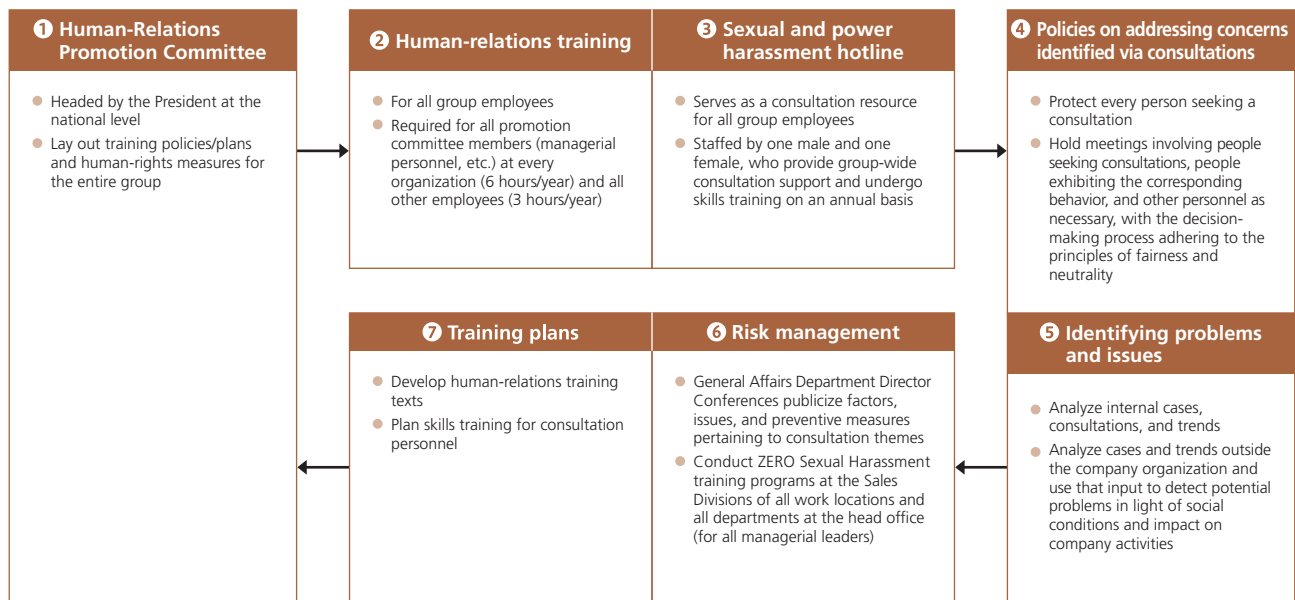 ❶ Human-Relations
Promotion Committee
● Headed by the President at the
national level
● Lay out training policies/plans
and human-rights measures for
the entire group
❷ Human-relations training
● For all group employees
● Required for all promotion
committee members (managerial
personnel, etc.) at every
organization (6 hours/year) and all
other employees (3 hours/year)
❸ Sexual and power
harassment hotline
● Serves as a consultation resource
for all group employees
● Staffed by one male and one
female, who provide group-wide
consultation support and undergo
skills training on an annual basis
❹ Policies on addressing concerns
identified via consultations
● Protect every person seeking a
consultation
● Hold meetings involving people
seeking consultations, people
exhibiting the corresponding
behavior, and other personnel as
necessary, with the decision-
making process adhering to the
principles of fairness and
neutrality
❺ Identifying problems
and issues
● Analyze internal cases,
consultations, and trends
● Analyze cases and trends outside
the company organization and
use that input to detect potential
problems in light of social
conditions and impact on
company activities
❻ Risk management
● General Affairs Department Director
Conferences publicize factors,
issues, and preventive measures
pertaining to consultation themes
● Conduct ZERO Sexual Harassment
training programs at the Sales
Divisions of all work locations and
all departments at the head office
(for all managerial leaders)
❼ Training plans
● Develop human-relations training
texts
● Plan skills training for consultation
personnel